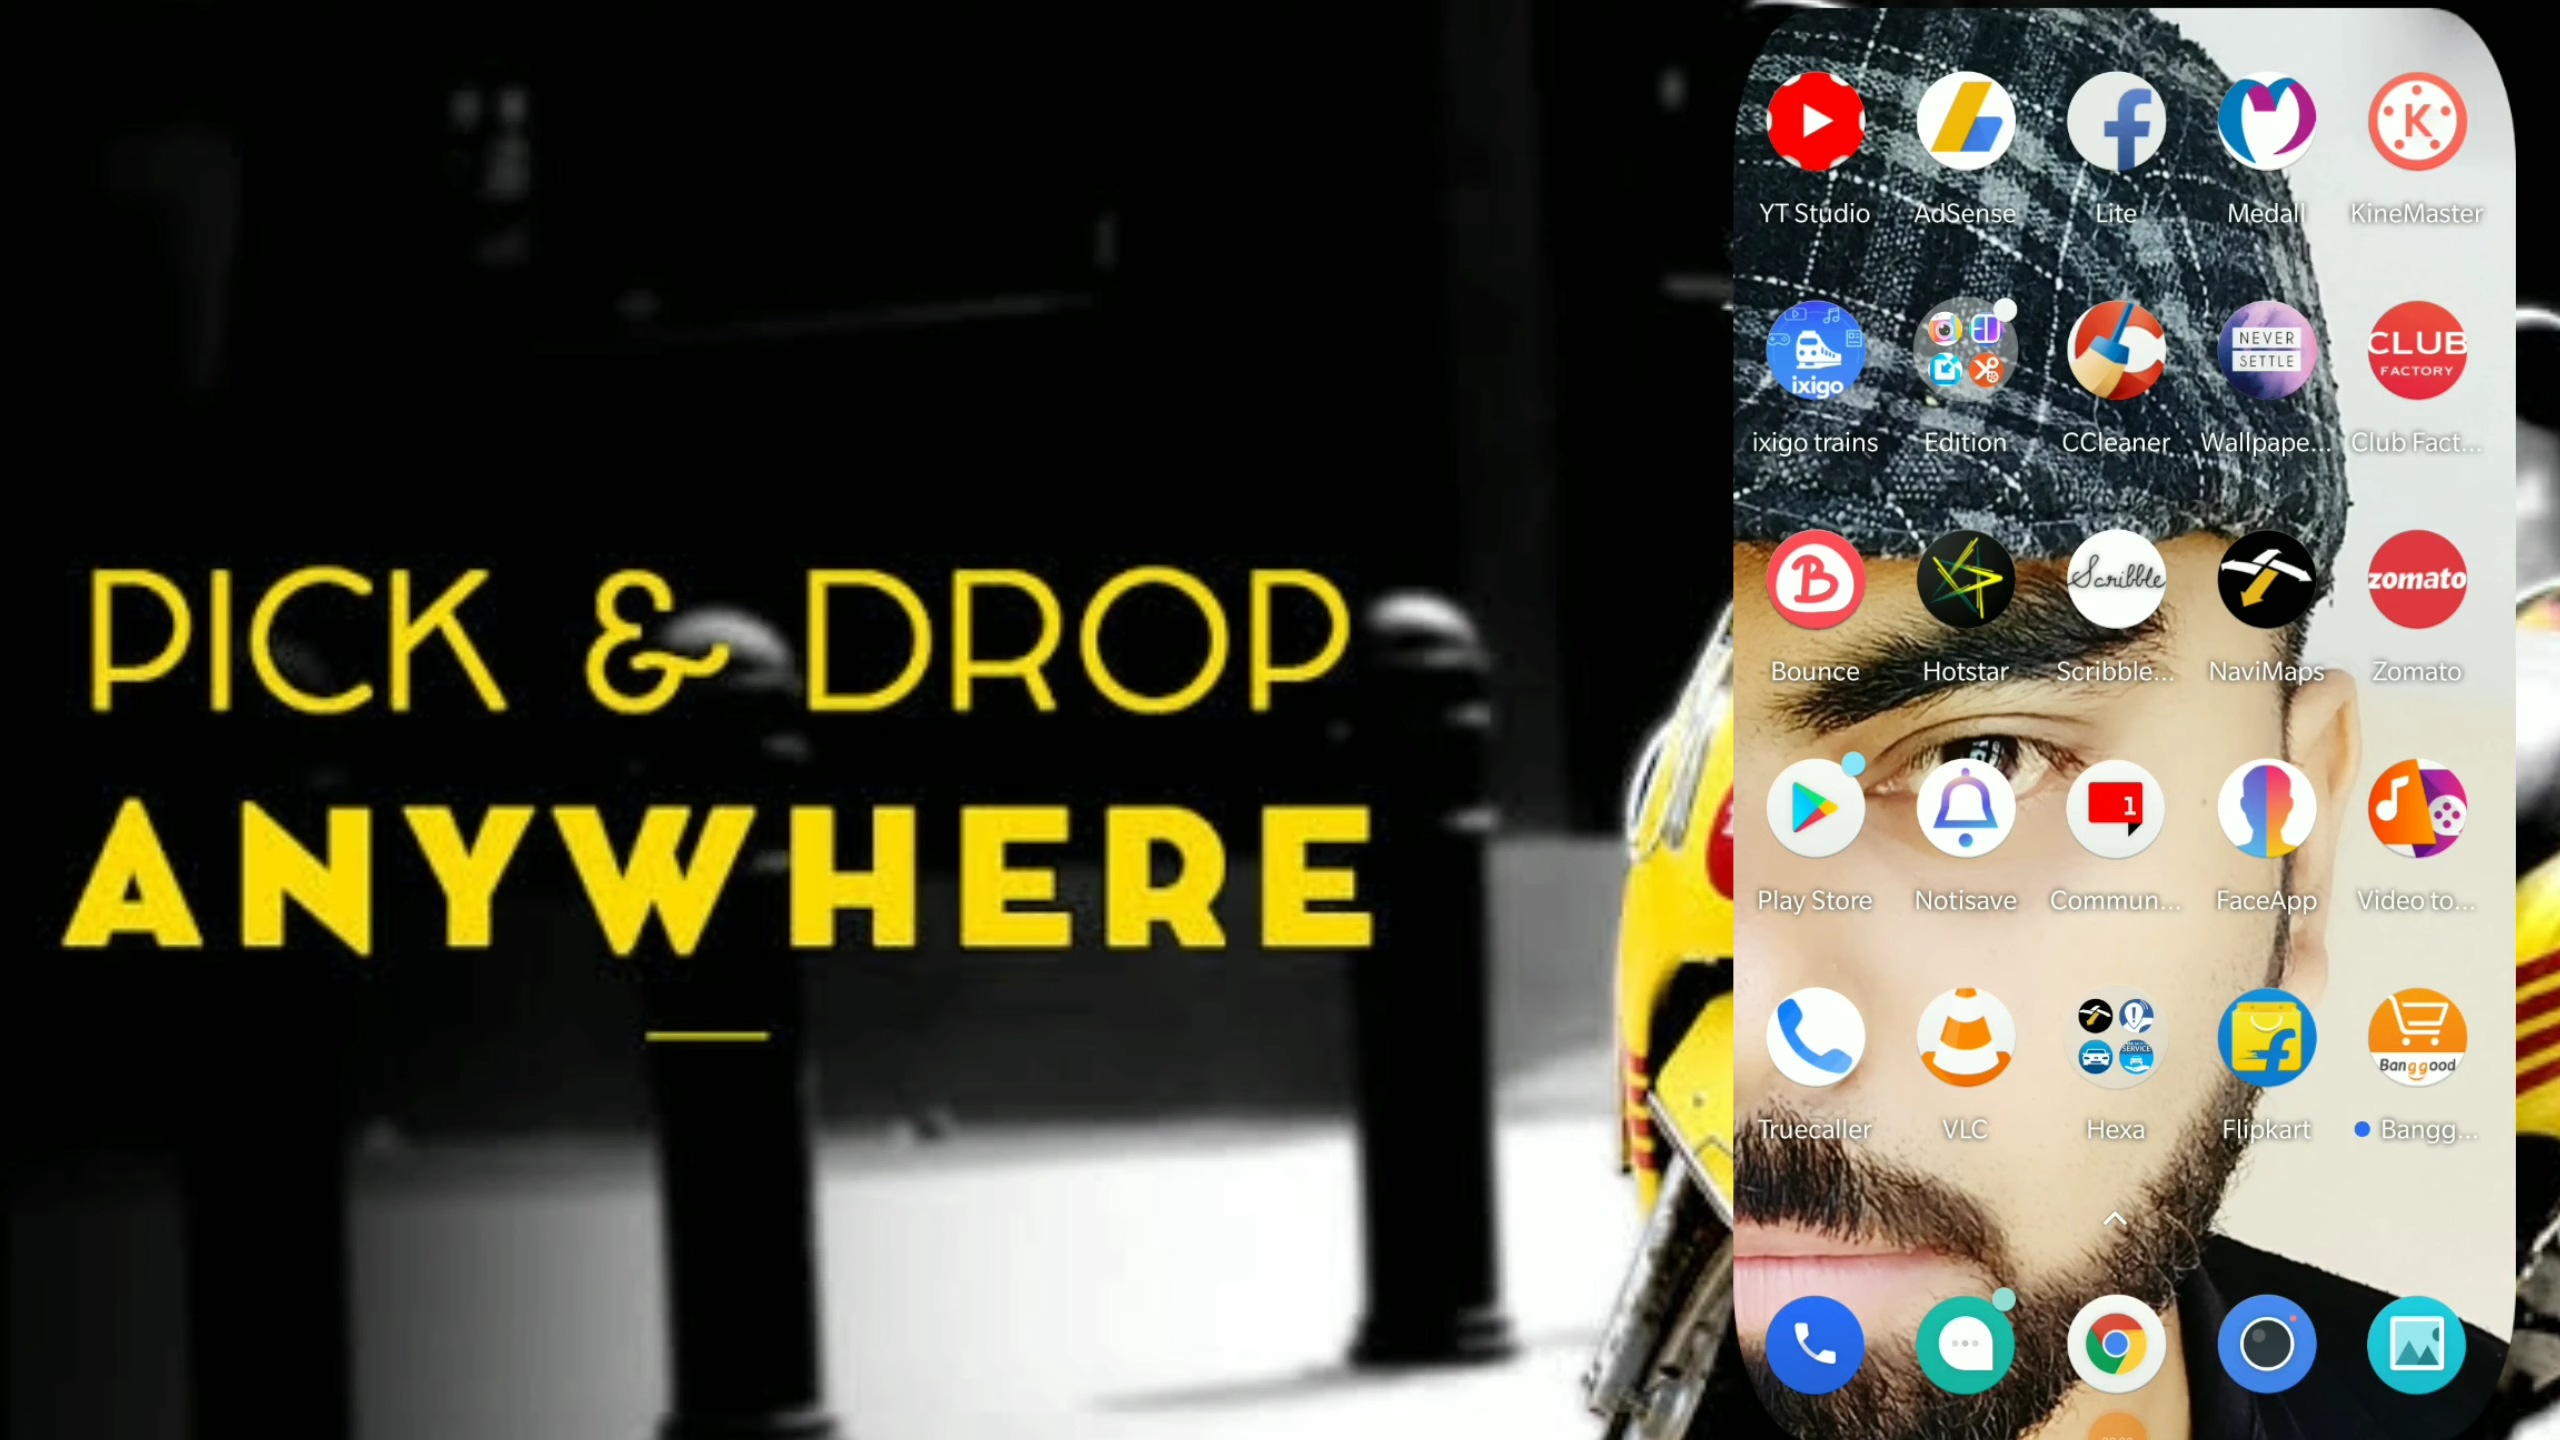 PICK & DROP
ANYWHERE
K
YT Studio
AdSense
Lite
Medall
KineMaster
ixigo
NEVER
SETTLE
CLUB
FACTORY
ixigo trains
Edition
CCleaner
Wallpape...
Club Fact...
B
Scribble
zomato
Bounce
Hotstar
Scribble...
NaviMaps
Zomato
1
Play Store
Notisave
Commun...
FaceApp
Video to...
SERVICE
Banggood
Truecaller
VLC
Hexa
Flipkart
Bangg...